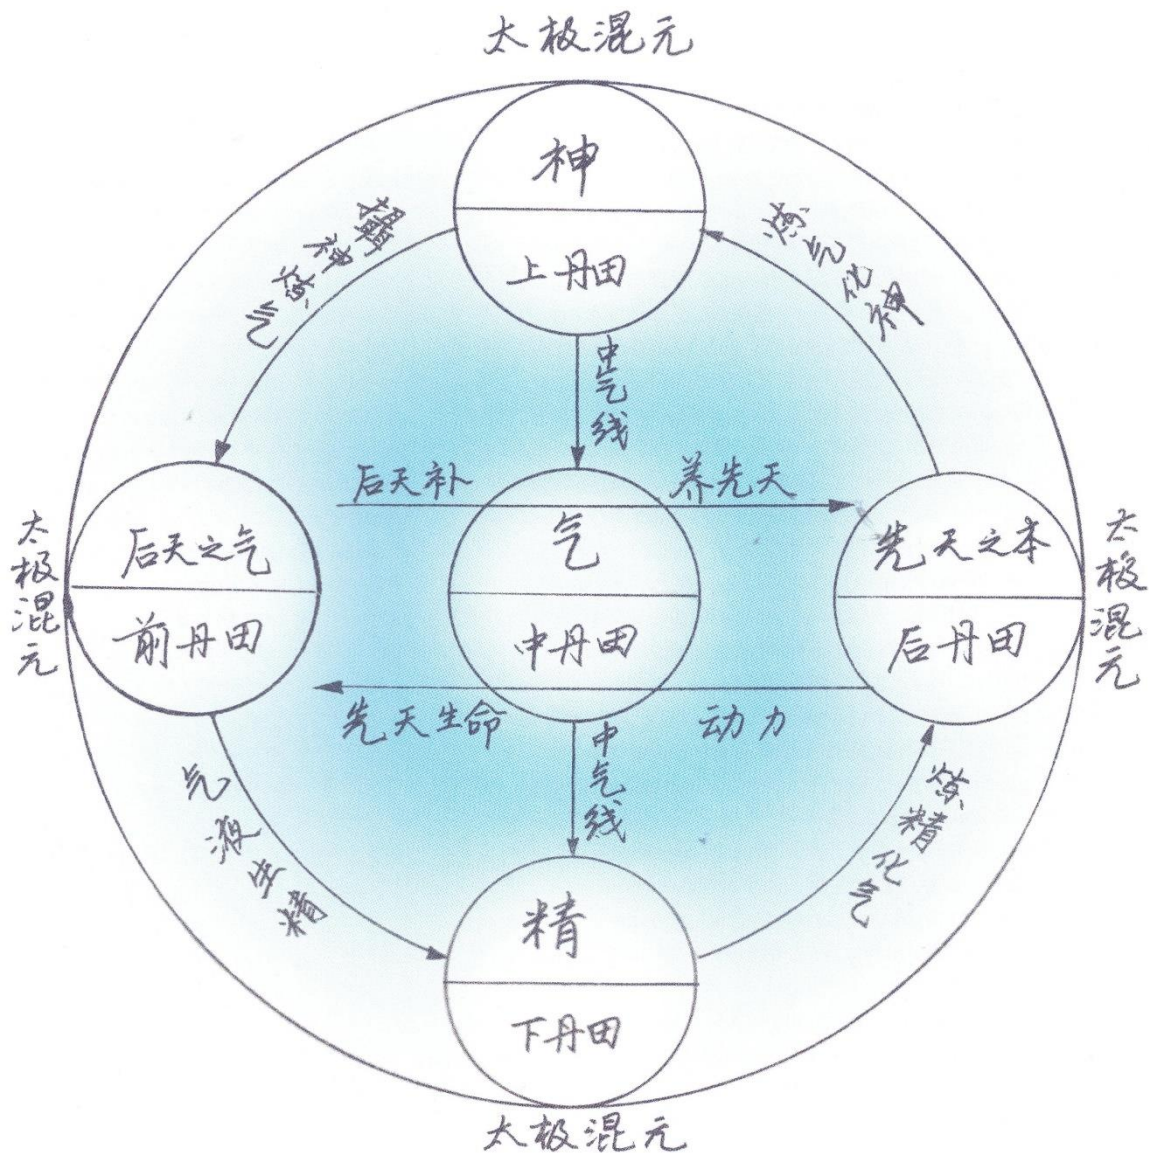 太极混元
神
上丹田
攝神气
炼气化神
中气线
后天补
养先天
太极混元
后天之气
前丹田
气
中丹田
先天之本
后丹田
太极混元
先天生命
动力
中气线
气液生精
炼精化气
精
下丹田
太极混元